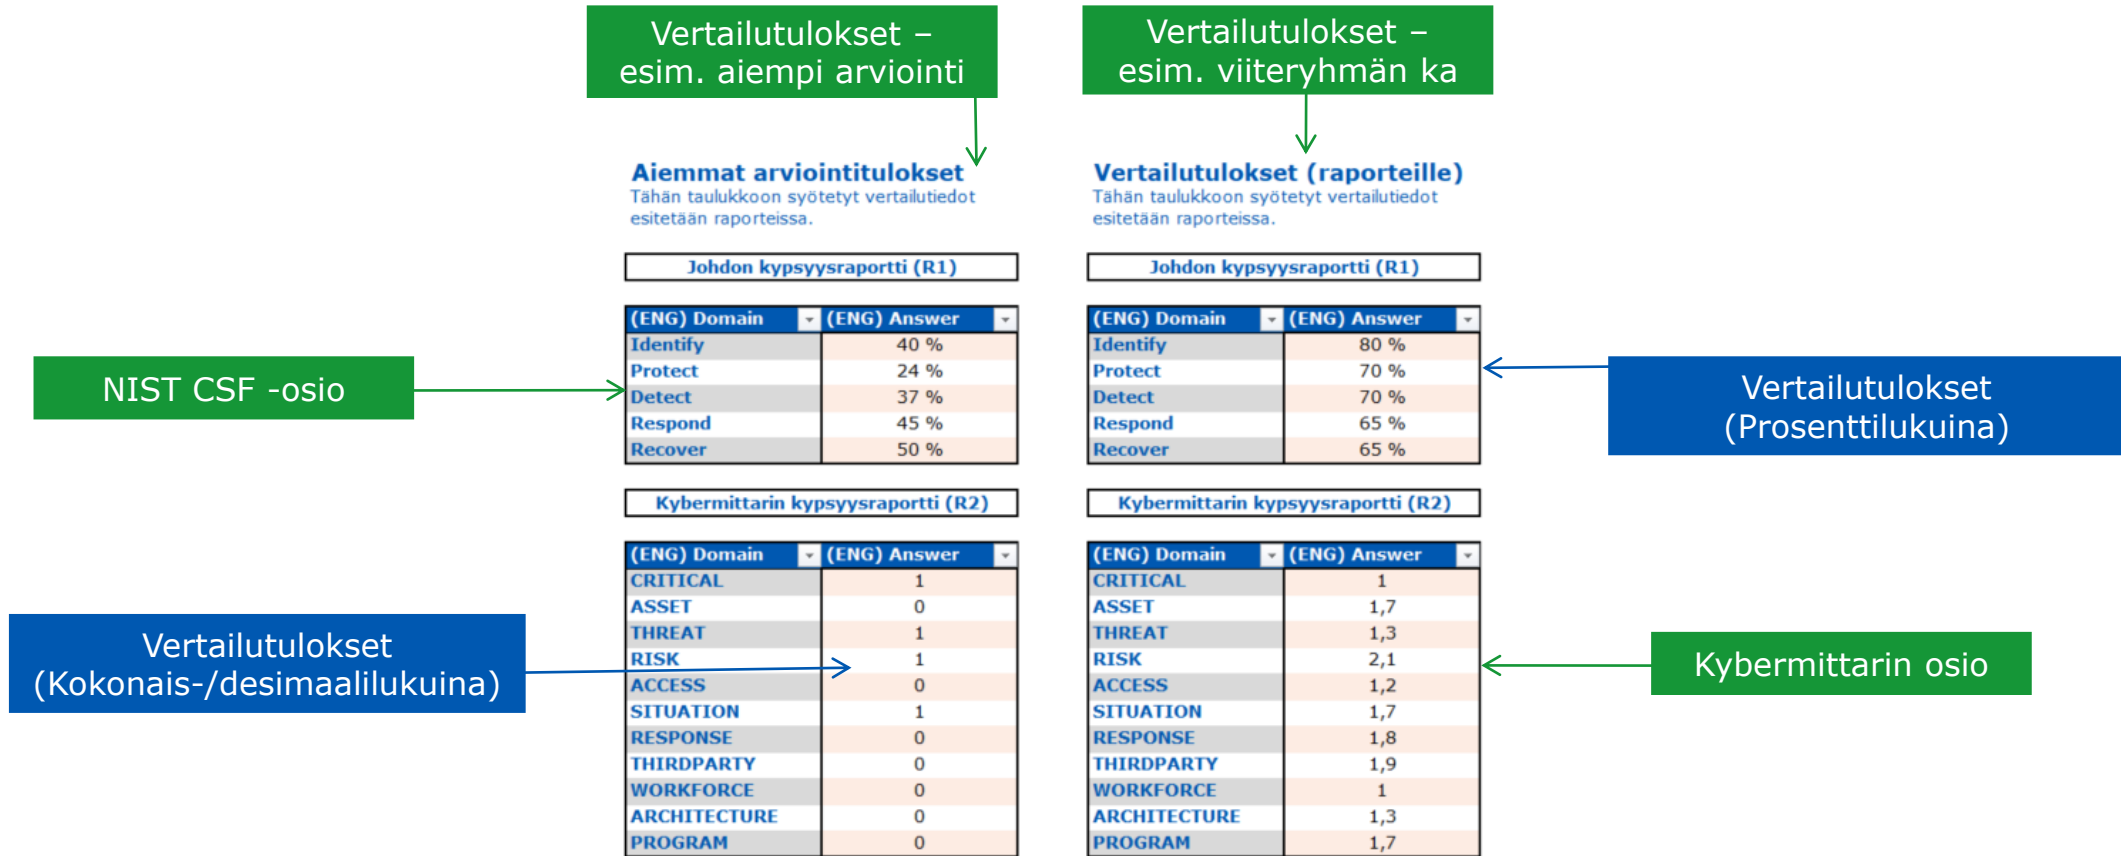 Vertailutulokset –
esim. aiempi arviointi
Vertailutulokset –
esim. viiteryhmän ka
Aiemmat arviointitulokset
Tähän taulukkoon syötetyt vertailutiedot
esitetään raporteissa.
Vertailutulokset (raporteille)
Tähän taulukkoon syötetyt vertailutiedot
esitetään raporteissa.
Johdon kypsyysraportti (R1)
Johdon kypsyysraportti (R1)
(ENG) Domain (ENG) Answer
Identify 40 %
Protect 24 %
Detect 37 %
Respond 45 %
Recover 50 %
(ENG) Domain (ENG) Answer
Identify 80 %
Protect 70 %
Detect 70 %
Respond 65 %
Recover 65 %
NIST CSF -osio
Vertailutulokset
(Prosenttilukuina)
Kybermittarin kypsyysraportti (R2)
Kybermittarin kypsyysraportti (R2)
(ENG) Domain (ENG) Answer
CRITICAL 1
ASSET 0
THREAT 1
RISK 1
ACCESS 0
SITUATION 1
RESPONSE 0
THIRDPARTY 0
WORKFORCE 0
ARCHITECTURE 0
PROGRAM 0
(ENG) Domain (ENG) Answer
CRITICAL 1
ASSET 1,7
THREAT 1,3
RISK 2,1
ACCESS 1,2
SITUATION 1,7
RESPONSE 1,8
THIRDPARTY 1,9
WORKFORCE 1
ARCHITECTURE 1,3
PROGRAM 1,7
Vertailutulokset
(Kokonais-/desimaalilukuina)
Kybermittarin osio